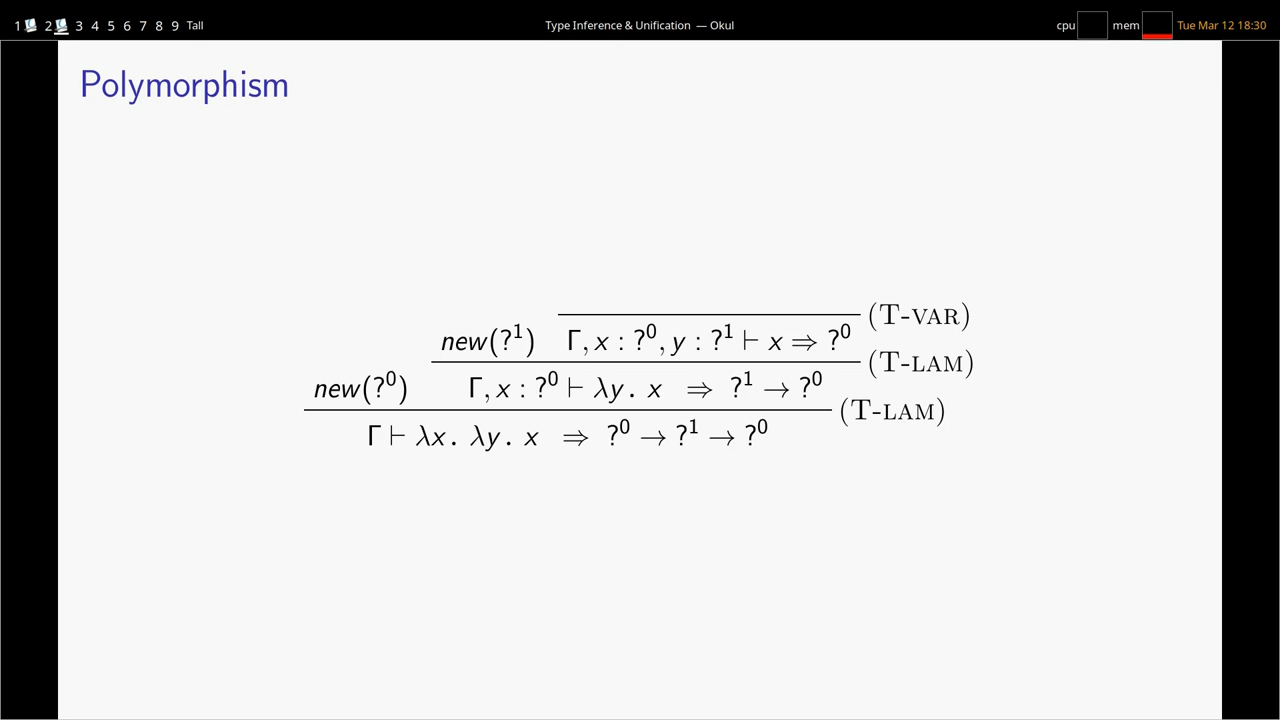 1 2 3 4 5 6 7 8 9 Tall Type Inference & Unification — Okul cpu mem Tue Mar 12 18:30
Polymorphism
(T-VAR)
new(?¹) Γ, x : ?⁰, y : ?¹ ⊢ x ⇒ ?⁰
(T-LAM)
new(?⁰) Γ, x : ?⁰ ⊢ λy. x ⇒ ?¹ → ?⁰
(T-LAM)
Γ ⊢ λx. λy. x ⇒ ?⁰ → ?¹ → ?⁰